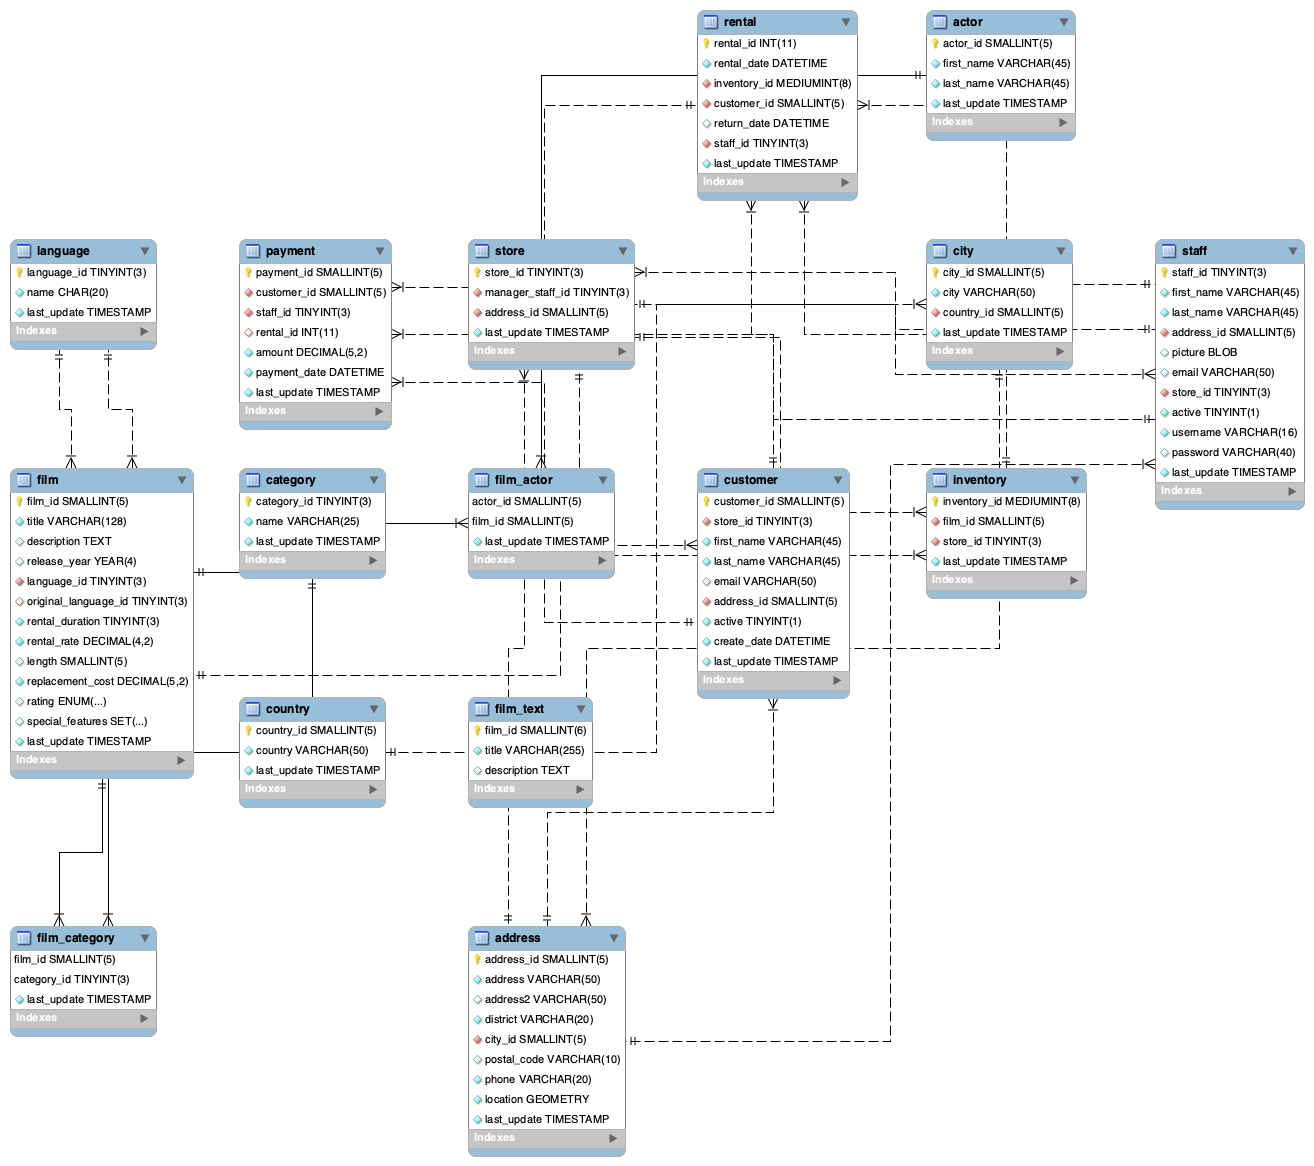 rental
rental_id INT(11)
rental_date DATETIME
inventory_id MEDIUMINT(8)
customer_id SMALLINT(5)
return_date DATETIME
staff_id TINYINT(3)
last_update TIMESTAMP
Indexes
actor
actor_id SMALLINT(5)
first_name VARCHAR(45)
last_name VARCHAR(45)
last_update TIMESTAMP
Indexes
language
language_id TINYINT(3)
name CHAR(20)
last_update TIMESTAMP
Indexes
payment
payment_id SMALLINT(5)
customer_id SMALLINT(5)
staff_id TINYINT(3)
rental_id INT(11)
amount DECIMAL(5,2)
payment_date DATETIME
last_update TIMESTAMP
Indexes
store
store_id TINYINT(3)
manager_staff_id TINYINT(3)
address_id SMALLINT(5)
last_update TIMESTAMP
Indexes
city
city_id SMALLINT(5)
city VARCHAR(50)
country_id SMALLINT(5)
last_update TIMESTAMP
Indexes
staff
staff_id TINYINT(3)
first_name VARCHAR(45)
last_name VARCHAR(45)
address_id SMALLINT(5)
picture BLOB
email VARCHAR(50)
store_id TINYINT(3)
active TINYINT(1)
username VARCHAR(16)
password VARCHAR(40)
last_update TIMESTAMP
Indexes
film
film_id SMALLINT(5)
title VARCHAR(128)
description TEXT
release_year YEAR(4)
language_id TINYINT(3)
original_language_id TINYINT(3)
rental_duration TINYINT(3)
rental_rate DECIMAL(4,2)
length SMALLINT(5)
replacement_cost DECIMAL(5,2)
rating ENUM(...)
special_features SET(...)
last_update TIMESTAMP
Indexes
category
category_id TINYINT(3)
name VARCHAR(25)
last_update TIMESTAMP
Indexes
film_actor
actor_id SMALLINT(5)
film_id SMALLINT(5)
last_update TIMESTAMP
Indexes
customer
customer_id SMALLINT(5)
store_id TINYINT(3)
first_name VARCHAR(45)
last_name VARCHAR(45)
email VARCHAR(50)
address_id SMALLINT(5)
active TINYINT(1)
create_date DATETIME
last_update TIMESTAMP
Indexes
inventory
inventory_id MEDIUMINT(8)
film_id SMALLINT(5)
store_id TINYINT(3)
last_update TIMESTAMP
Indexes
country
country_id SMALLINT(5)
country VARCHAR(50)
last_update TIMESTAMP
Indexes
film_text
film_id SMALLINT(6)
title VARCHAR(255)
description TEXT
Indexes
film_category
film_id SMALLINT(5)
category_id TINYINT(3)
last_update TIMESTAMP
Indexes
address
address_id SMALLINT(5)
address VARCHAR(50)
address2 VARCHAR(50)
district VARCHAR(20)
city_id SMALLINT(5)
postal_code VARCHAR(10)
phone VARCHAR(20)
location GEOMETRY
last_update TIMESTAMP
Indexes